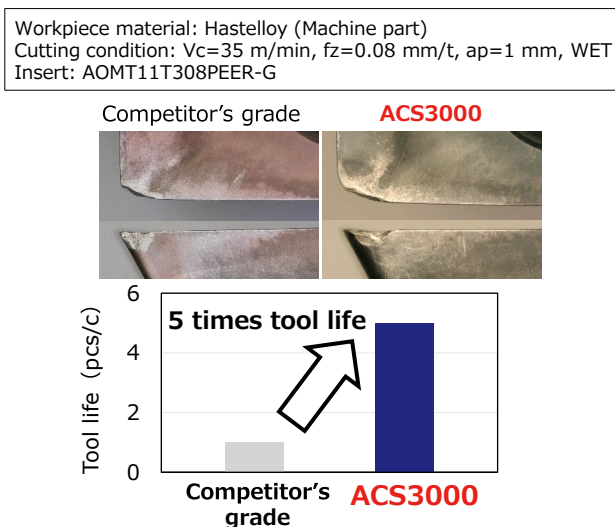 Workpiece material: Hastelloy (Machine part)
Cutting condition: Vc=35 m/min, fz=0.08 mm/t, ap=1 mm, WET
Insert: AOMT11T308PEER-G
Competitor's grade
ACS3000
5 times tool life
Tool life (pcs/c)
6
4
2
0
Competitor's
grade
ACS3000